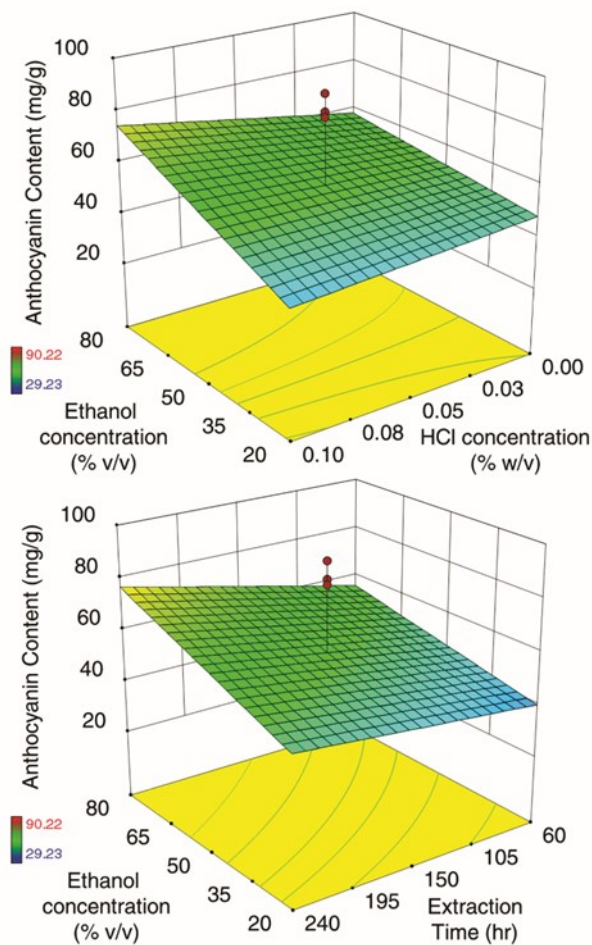 100
80
60
40
20
Anthocyanin Content (mg/g)
90.22
29.23
80
65
50
35
20
Ethanol
concentration
(% v/v)
0.10
0.08
0.05
0.03
0.00
HCl concentration
(% w/v)
100
80
60
40
20
Anthocyanin Content (mg/g)
90.22
29.23
80
65
50
35
20
Ethanol
concentration
(% v/v)
240
195
150
105
60
Extraction
Time (hr)